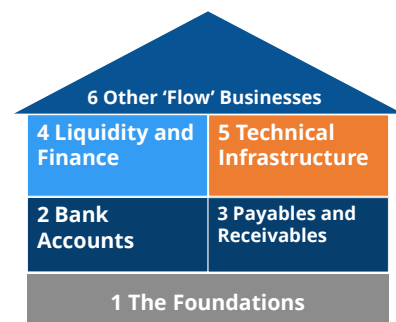 6 Other ‘Flow’ Businesses
4 Liquidity and
Finance
5 Technical
Infrastructure
2 Bank
Accounts
3 Payables and
Receivables
1 The Foundations